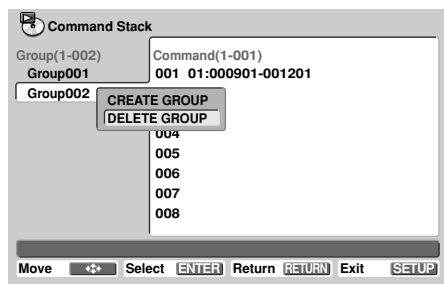 Command Stack
Group(1-002) Command(1-001)
Group001 001 01:000901-001201
Group002
CREATE GROUP
DELETE GROUP
004
005
006
007
008
Move Select ENTER Return RETURN Exit SETUP